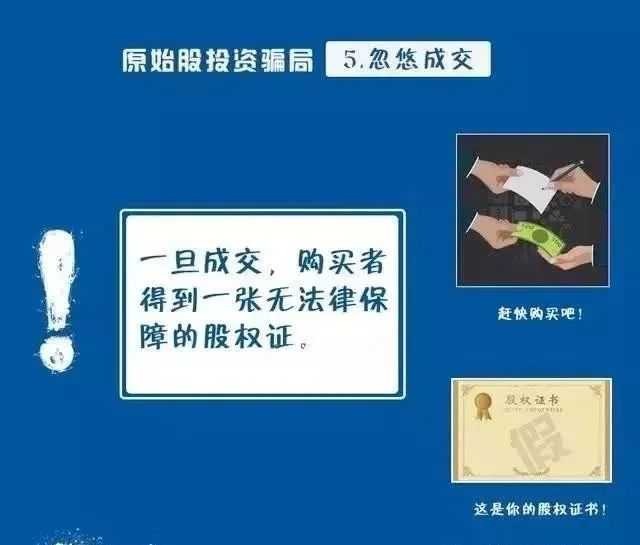 原始股投资骗局 5.忽悠成交
一旦成交，购买者
得到一张无法律保
障的股权证。
100
100
赶快购买吧！
股权证书
假
这是你的股权证书！